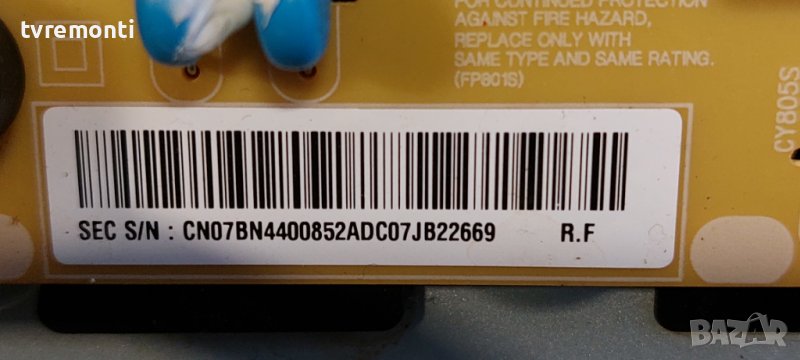 tvremonti
FOR CONTINUED PROTECTION
AGAINST FIRE HAZARD,
REPLACE ONLY WITH
SAME TYPE AND SAME RATING.
(FP801S)
CY805S
SEC S/N : CN07BN4400852ADC07JB22669 R.F
BAZAR